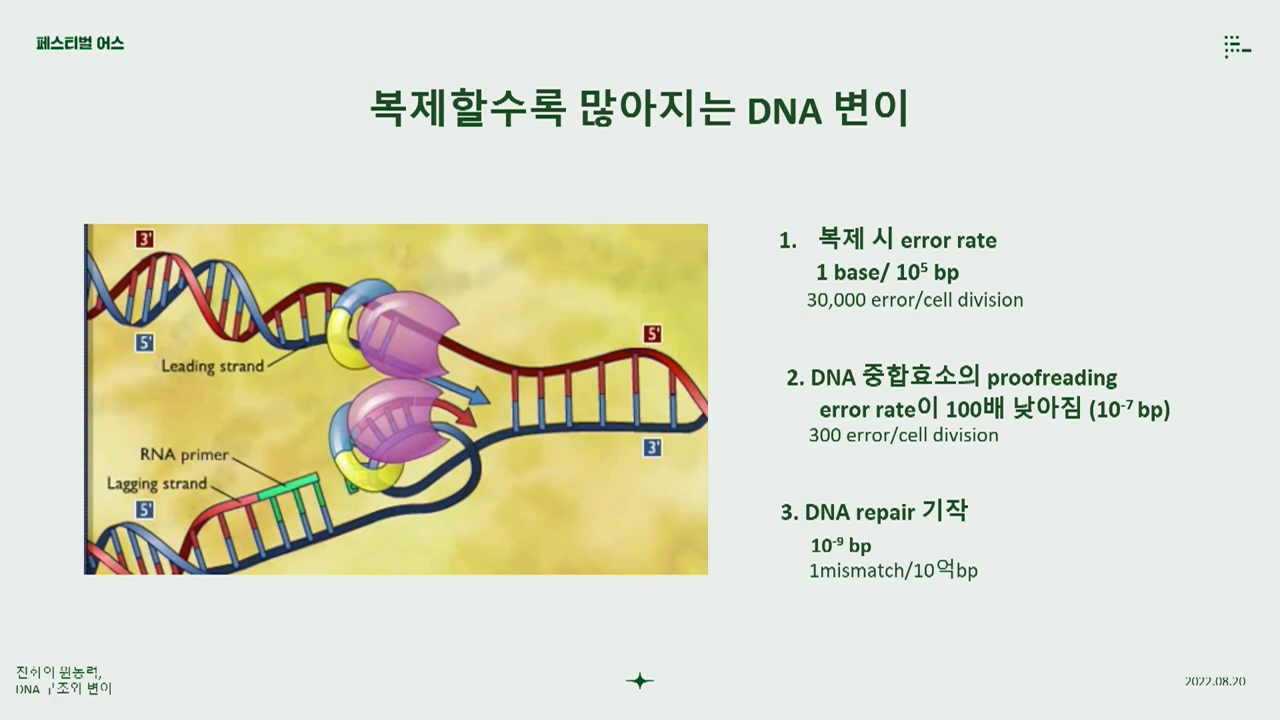 페스티벌 어스
복제할수록 많아지는 DNA 변이
3'
5'
Leading strand
5'
3'
RNA primer
Lagging strand
5'
1. 복제 시 error rate
1 base/ 10⁵ bp
30,000 error/cell division
2. DNA 중합효소의 proofreading
error rate이 100배 낮아짐 (10⁻⁷ bp)
300 error/cell division
3. DNA repair 기작
10⁻⁹ bp
1mismatch/10억bp
진화의 원동력,
DNA 구조와 변이
2022.08.20